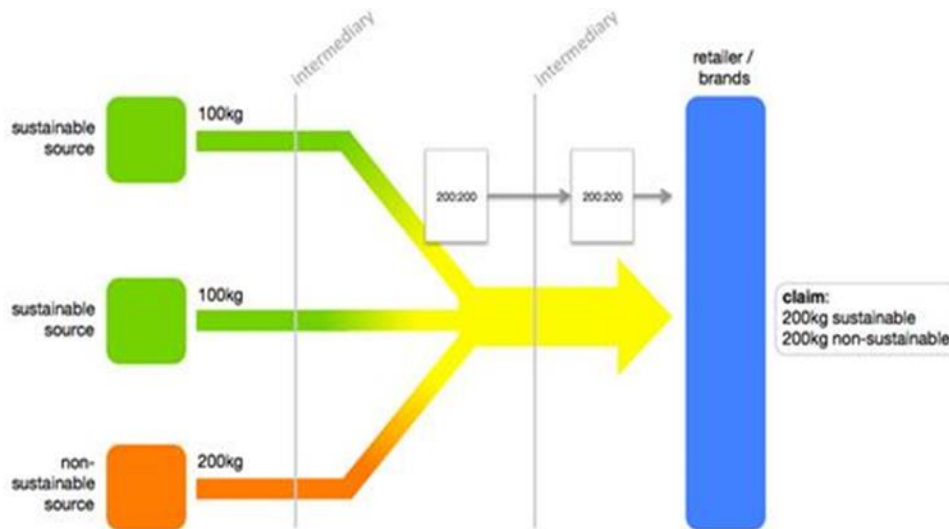 intermediary
intermediary
retailer /
brands
sustainable
source
100kg
200:200
200:200
sustainable
source
100kg
claim:
200kg sustainable
200kg non-sustainable
non-
sustainable
source
200kg